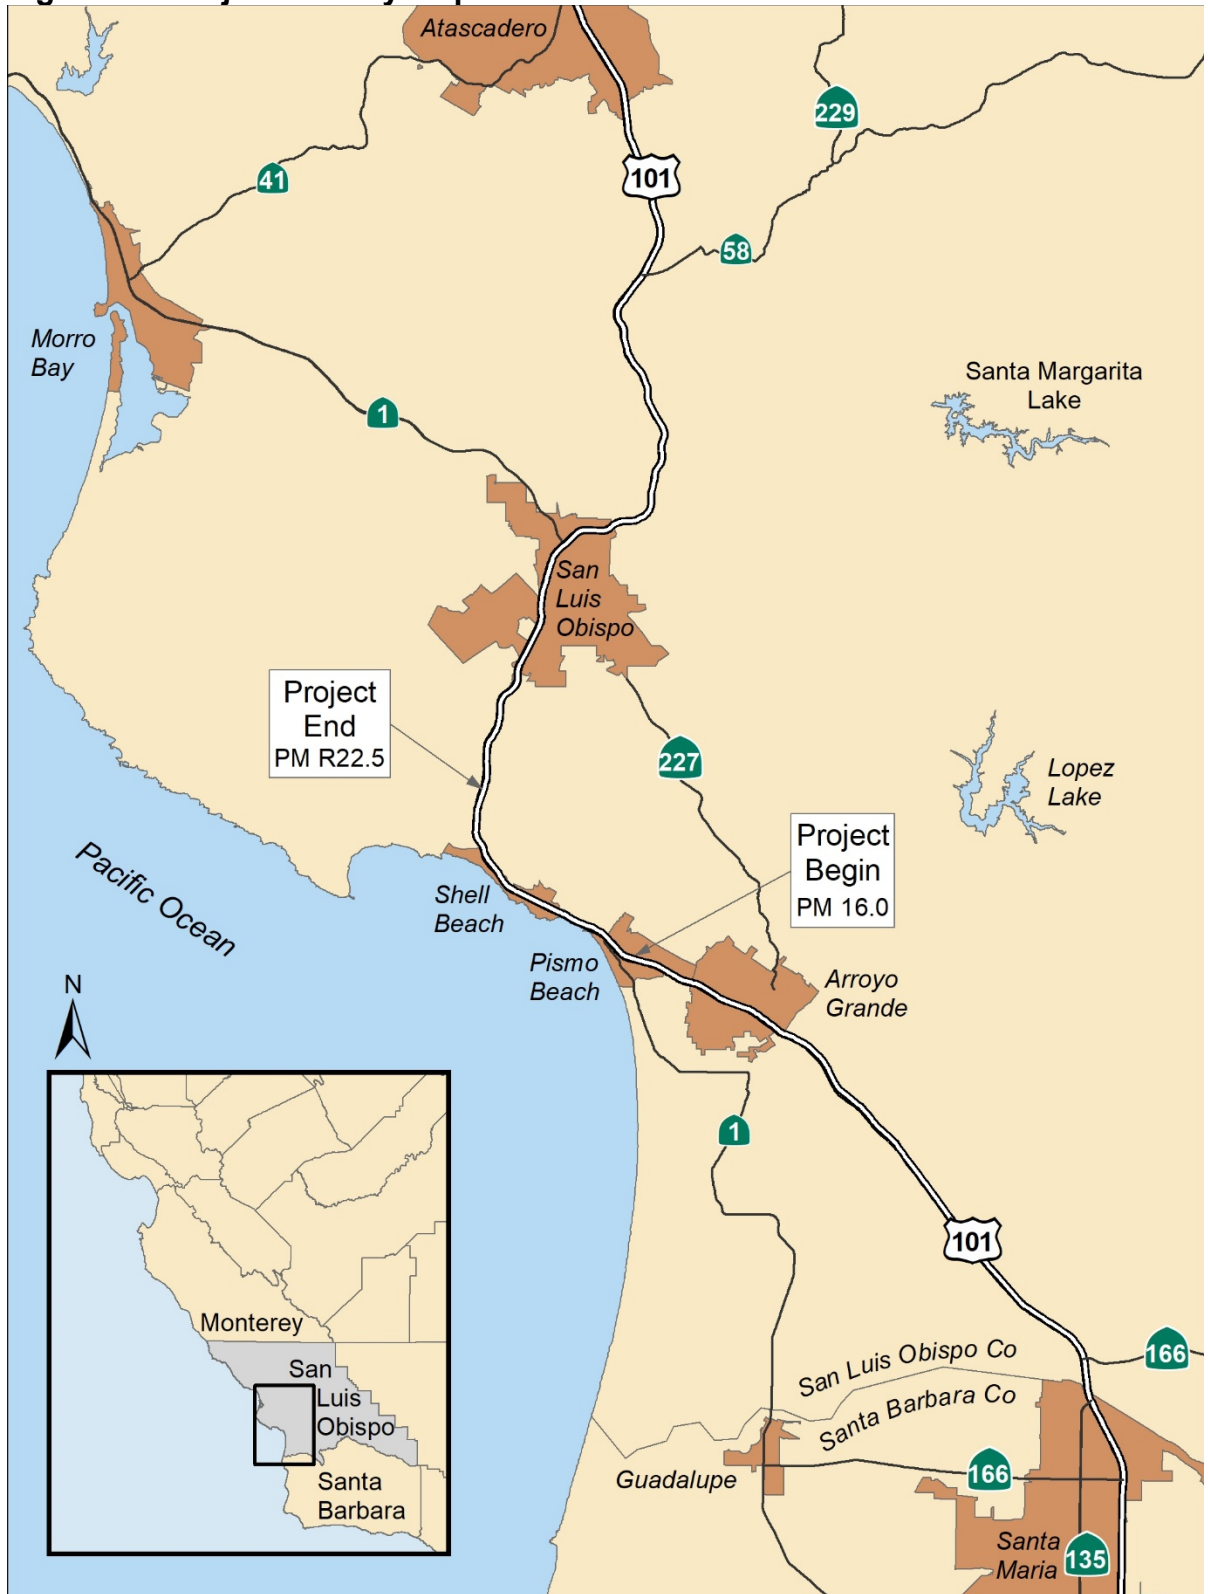 Atascadero
229
101
41
58
Morro
Bay
Santa Margarita
Lake
1
San
Luis
Obispo
Project
End
PM R22.5
227
Lopez
Lake
Project
Begin
PM 16.0
Pacific Ocean
Shell
Beach
Pismo
Beach
Arroyo
Grande
N
1
101
Monterey
San
Luis
Obispo
Santa
Barbara
San Luis Obispo Co
Santa Barbara Co
166
Guadalupe
166
Santa
Maria
135